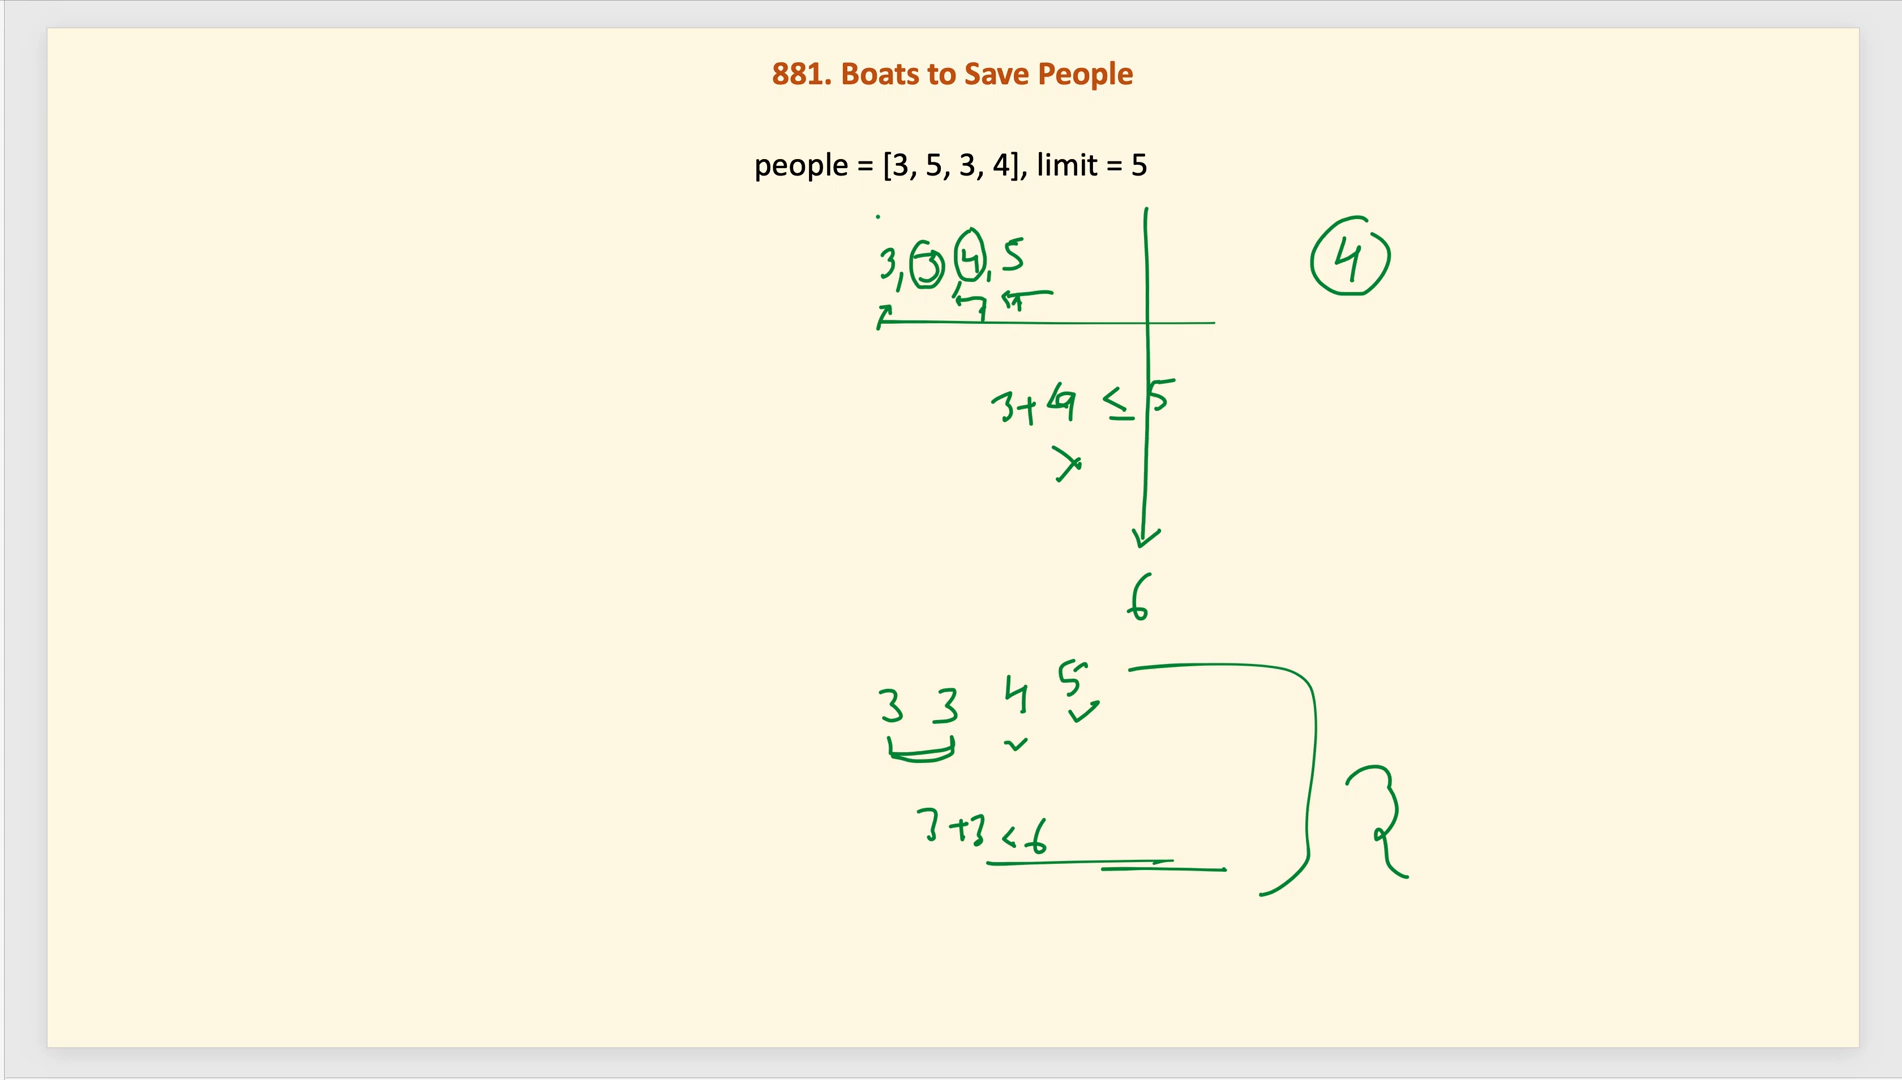 881. Boats to Save People
people = [3, 5, 3, 4], limit = 5
3, 3 4, 5
4
3+4 ≤ 5
6
3 3 4 5
3+3 < 6
3